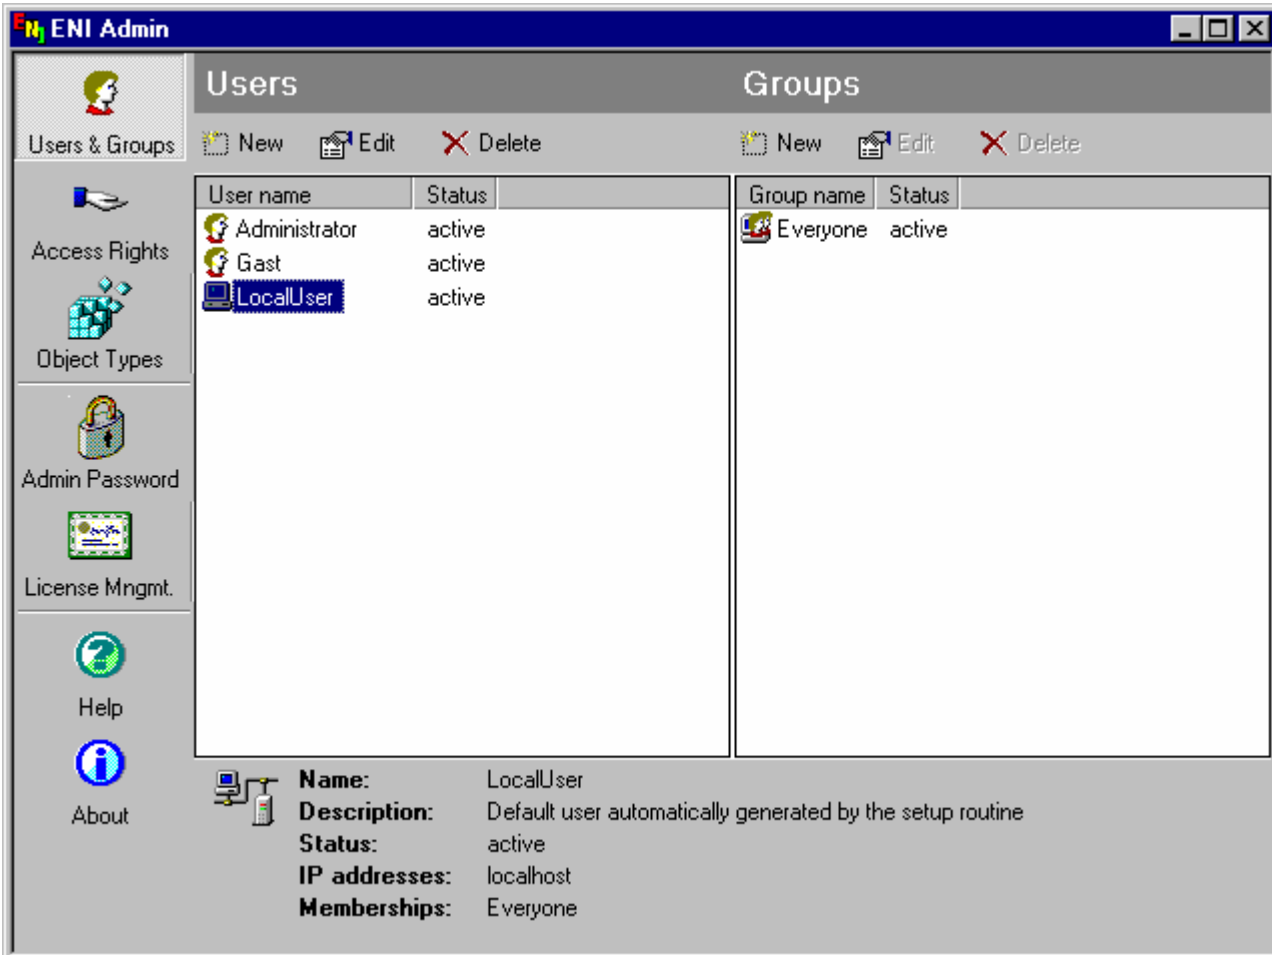 ENI ENI Admin
Users & Groups
Access Rights
Object Types
Admin Password
License Mngmt.
Help
About
Users
New Edit Delete
User name Status
Administrator active
Gast active
LocalUser active
Groups
New Edit Delete
Group name Status
Everyone active
Name: LocalUser
Description: Default user automatically generated by the setup routine
Status: active
IP addresses: localhost
Memberships: Everyone